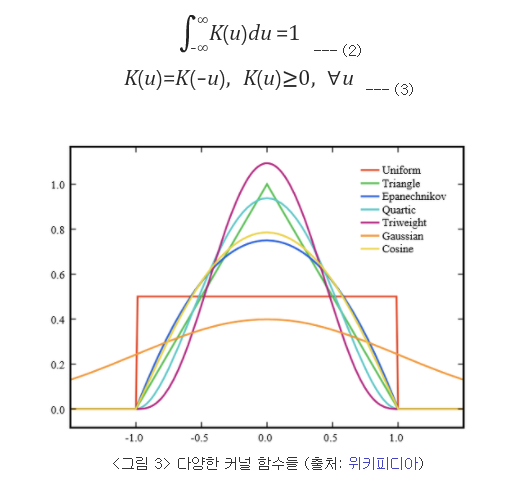 ∫_{-∞}^{∞} K(u)du = 1 --- (2)
K(u)=K(–u), K(u)≥0, ∀u --- (3)
Uniform
Triangle
Epanechnikov
Quartic
Triweight
Gaussian
Cosine
1.0
0.8
0.6
0.4
0.2
0.0
-1.0 -0.5 0.0 0.5 1.0
<그림 3> 다양한 커널 함수들 (출처: 위키피디아)